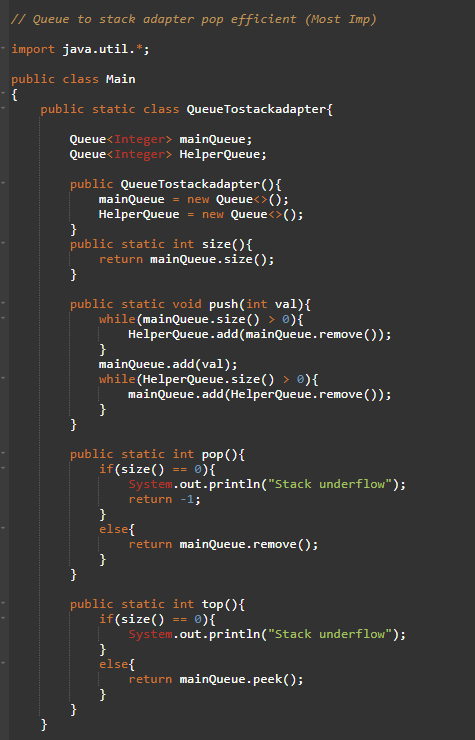 // Queue to stack adapter pop efficient (Most Imp)
import java.util.*;
public class Main
{
    public static class QueueTostackadapter{
        Queue<Integer> mainQueue;
        Queue<Integer> HelperQueue;
        public QueueTostackadapter(){
            mainQueue = new Queue<>();
            HelperQueue = new Queue<>();
        }
        public static int size(){
            return mainQueue.size();
        }
        public static void push(int val){
            while(mainQueue.size() > 0){
                HelperQueue.add(mainQueue.remove());
            }
            mainQueue.add(val);
            while(HelperQueue.size() > 0){
                mainQueue.add(HelperQueue.remove());
            }
        }
        public static int pop(){
            if(size() == 0){
                System.out.println("Stack underflow");
                return -1;
            }
            else{
                return mainQueue.remove();
            }
        }
        public static int top(){
            if(size() == 0){
                System.out.println("Stack underflow");
            }
            else{
                return mainQueue.peek();
            }
        }
    }